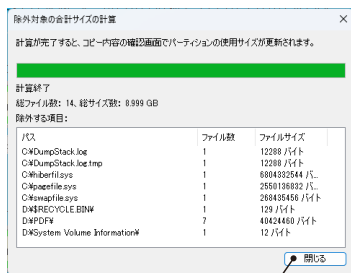 除外対象の合計サイズの計算
計算が完了すると、コピー内容の確認画面でパーティションの使用サイズが更新されます。
計算終了
総ファイル数: 14、総サイズ数: 8.999 GB
除外する項目:
パス ファイル数 ファイルサイズ
C:¥DumpStack.log 1 12288 バイト
C:¥DumpStack.log.tmp 1 12288 バイト
C:¥hiberfil.sys 1 6804332544 バ...
C:¥pagefile.sys 1 2550136832 バ...
C:¥swapfile.sys 1 268435456 バイト
D:¥$RECYCLE.BIN¥ 1 129 バイト
D:¥PDF¥ 7 40424460 バイト
D:¥System Volume Information¥ 1 12 バイト
閉じる